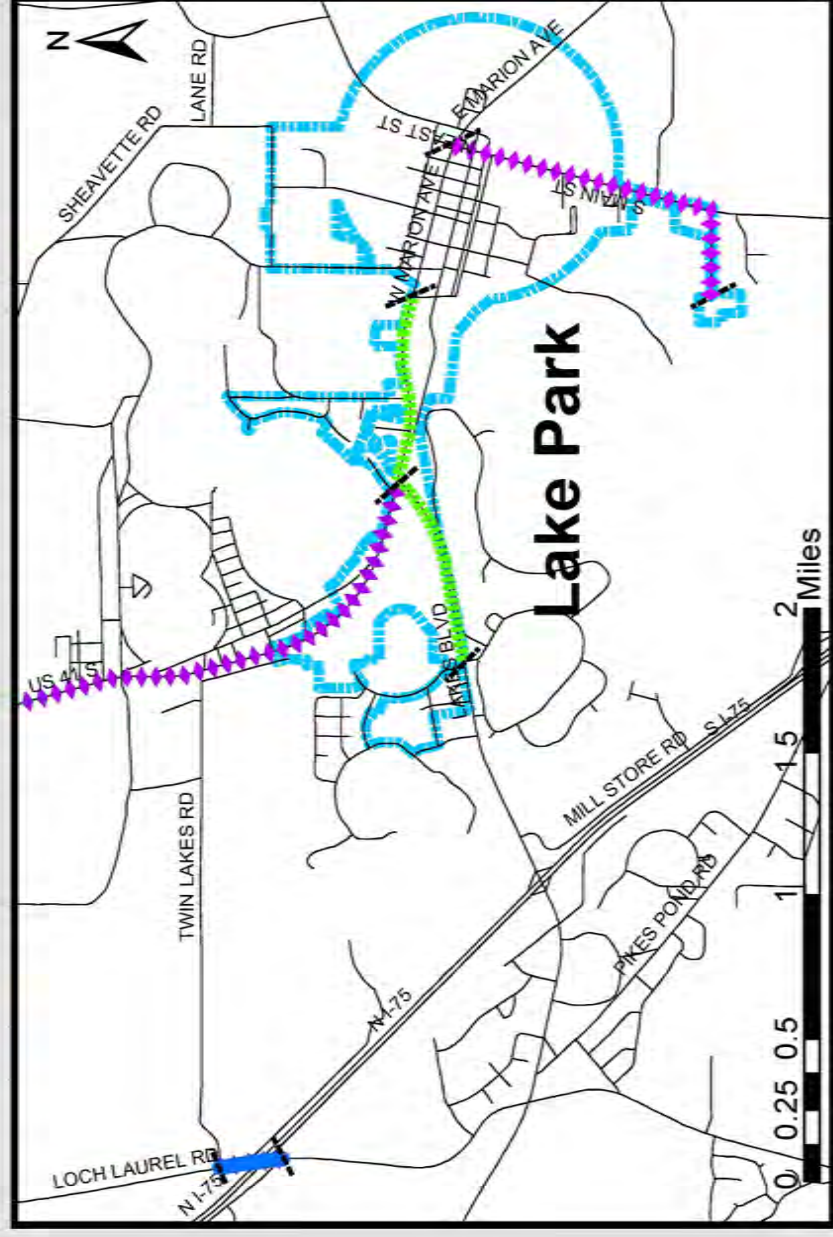 N
LANE RD
SHEAVETTE RD
E MARION AVE
EAST ST
W MARION AVE
S MAIN ST
US 41 S
LAKES BLVD
Lake Park
TWIN LAKES RD
MILL STORE RD
S I-75
PIKES POND RD
N I-75
LOCH LAUREL RD
N I-75
0 0.25 0.5 1 1.5 2 Miles